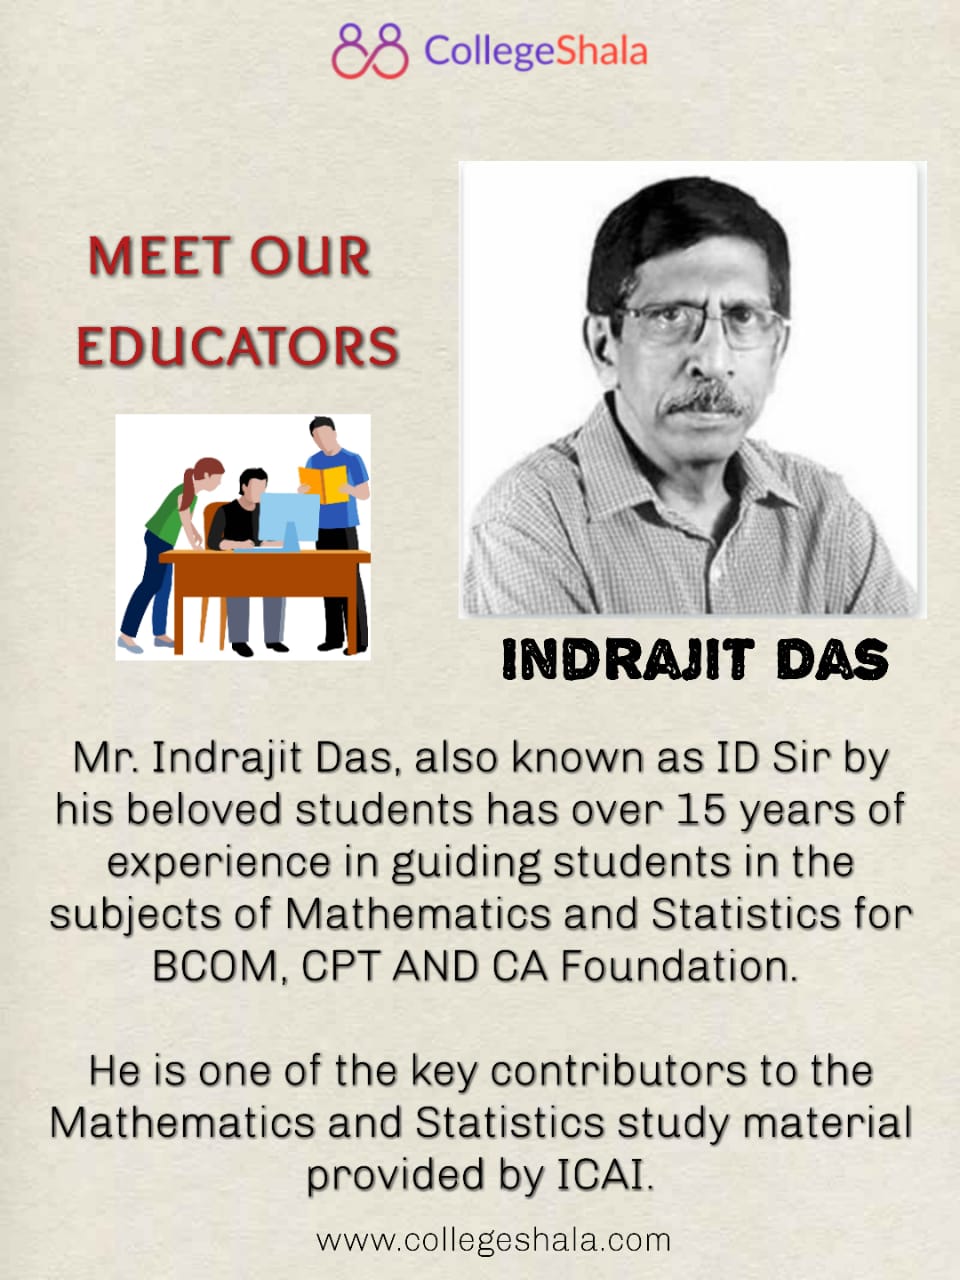 CollegeShala
MEET OUR
EDUCATORS
INDRAJIT DAS
Mr. Indrajit Das, also known as ID Sir by
his beloved students has over 15 years of
experience in guiding students in the
subjects of Mathematics and Statistics for
BCOM, CPT AND CA Foundation.
He is one of the key contributors to the
Mathematics and Statistics study material
provided by ICAI.
www.collegeshala.com